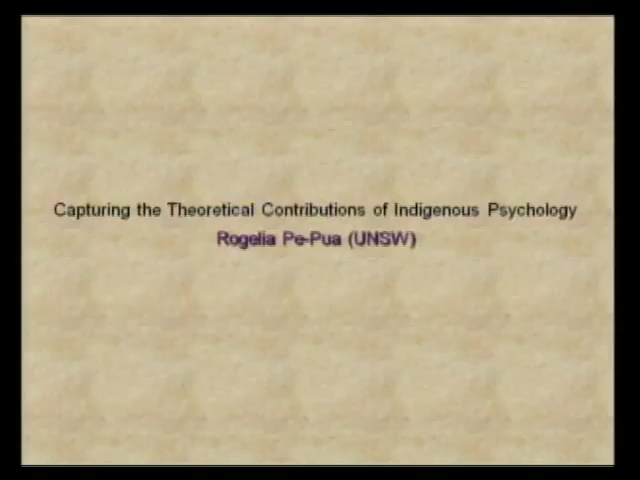 Capturing the Theoretical Contributions of Indigenous Psychology
Rogelia Pe-Pua (UNSW)